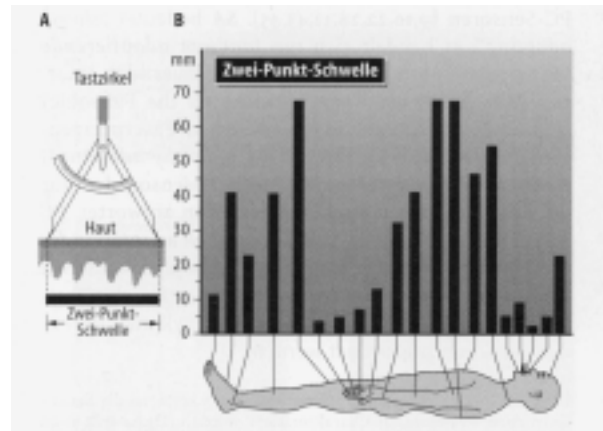 A
B
Tastzirkel
Haut
Zwei-Punkt-
Schwelle
mm
Zwei-Punkt-Schwelle
70
60
50
40
30
20
10
0